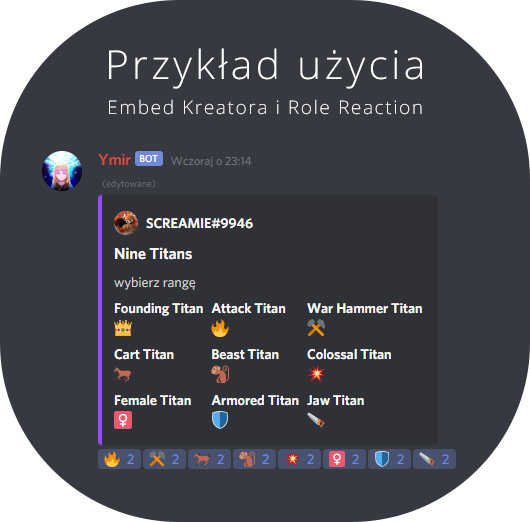 Przykład użycia
Embed Kreatora i Role Reaction
Ymir BOT Wczoraj o 23:14
(edytowane)
SCREAMIE#9946
Nine Titans
wybierz rangę
Founding Titan Attack Titan War Hammer Titan
Cart Titan Beast Titan Colossal Titan
Female Titan Armored Titan Jaw Titan
2 2 2 2 2 2 2 2